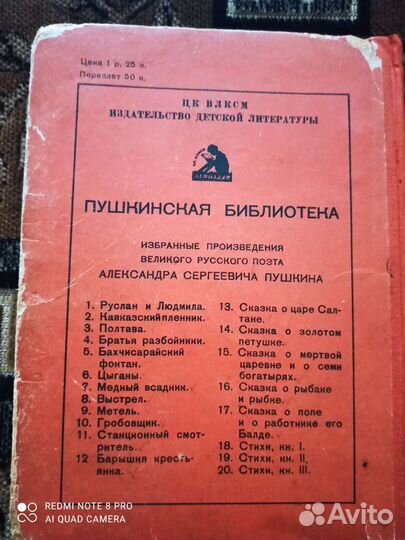 Цена 1 р. 25 к.
Переплет 50 к.
ЦК ВЛКСМ
ИЗДАТЕЛЬСТВО ДЕТСКОЙ ЛИТЕРАТУРЫ
ПУШКИНСКАЯ БИБЛИОТЕКА
ИЗБРАННЫЕ ПРОИЗВЕДЕНИЯ
ВЕЛИКОГО РУССКОГО ПОЭТА
АЛЕКСАНДРА СЕРГЕЕВИЧА ПУШКИНА
1. Руслан и Людмила.
2. Кавказский пленник.
3. Полтава.
4. Братья разбойники.
5. Бахчисарайский
фонтан.
6. Цыганы.
7. Медный всадник.
8. Выстрел.
9. Метель.
10. Гробовщик.
11. Станционный смот-
ритель.
12 Барышня кресть-
янка.
13. Сказка о царе Сал-
тане.
14. Сказка о золотом
петушке.
15. Сказка о мертвой
царевне и о семи
богатырях.
16. Сказка о рыбаке
и рыбке.
17. Сказка о попе
и о работнике его
Балде.
18. Стихи, кн. I.
19. Стихи, кн. II.
20. Стихи, кн. III.
REDMI NOTE 8 PRO
AI QUAD CAMERA
Avito